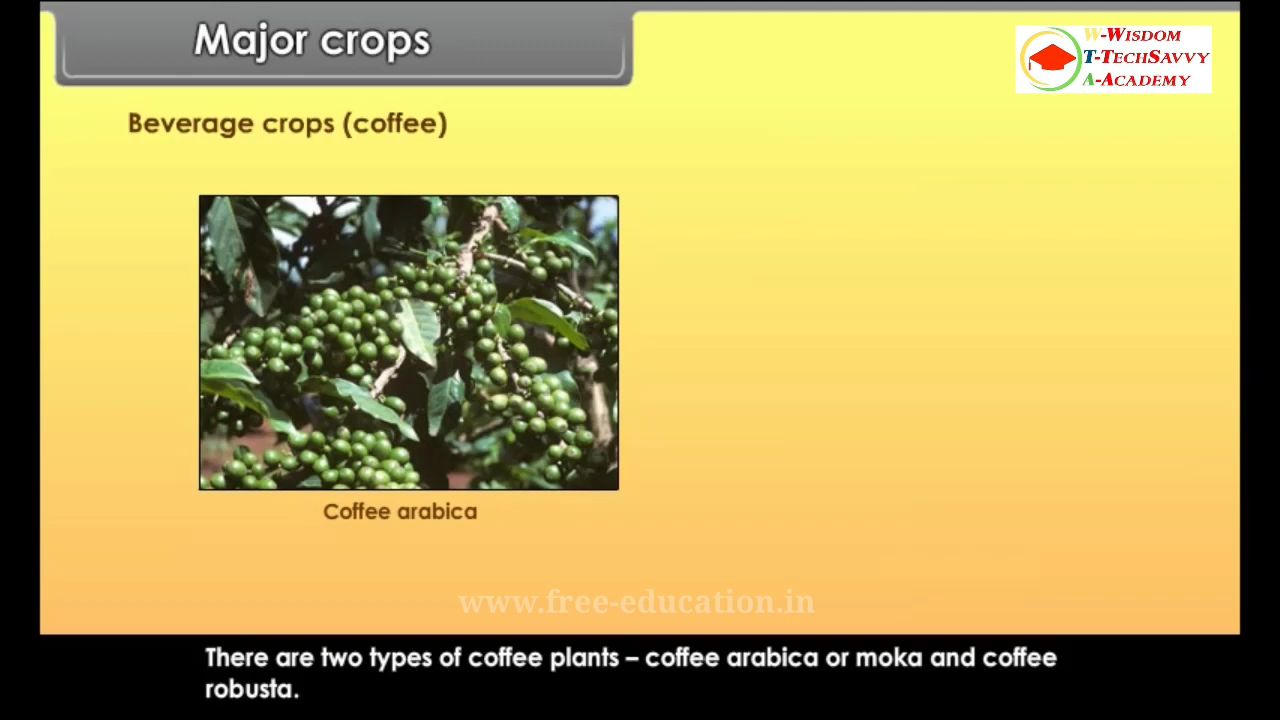 Major crops
W-WISDOM
T-TECHSAVVY
A-ACADEMY
Beverage crops (coffee)
Coffee arabica
www.free-education.in
There are two types of coffee plants – coffee arabica or moka and coffee
robusta.